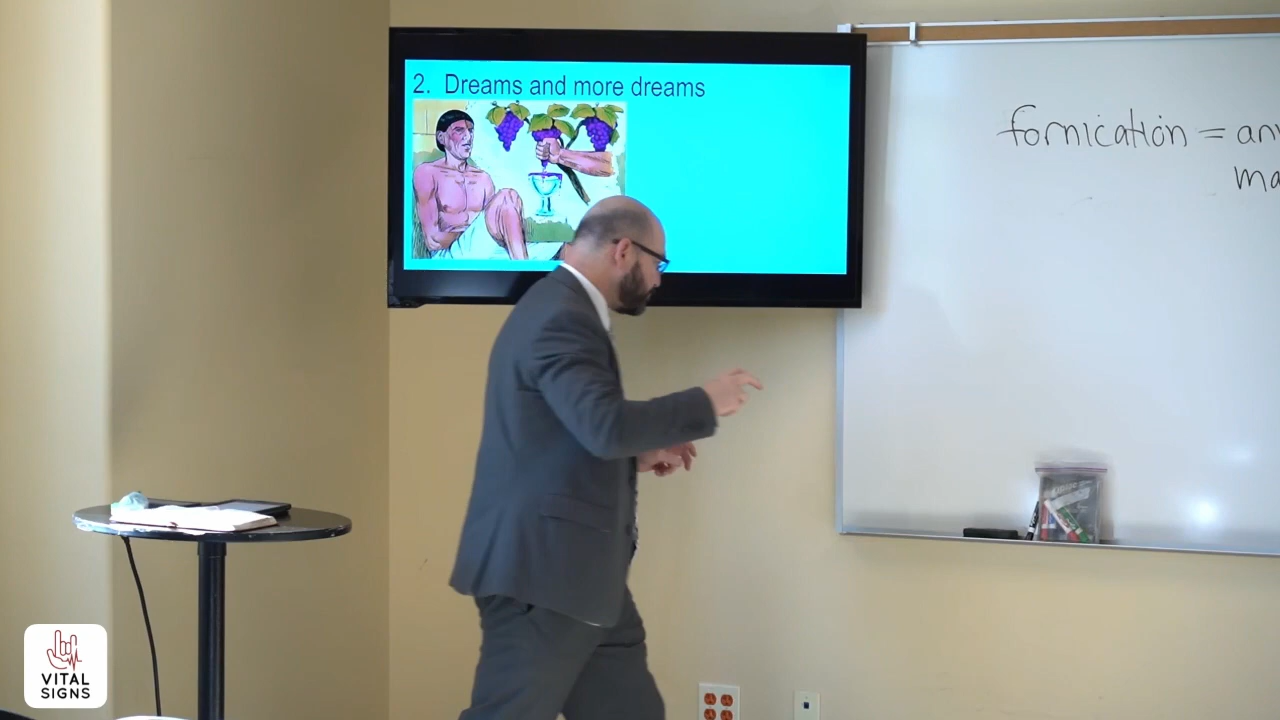 2. Dreams and more dreams
fornication = an
ma
VITAL
SIGNS